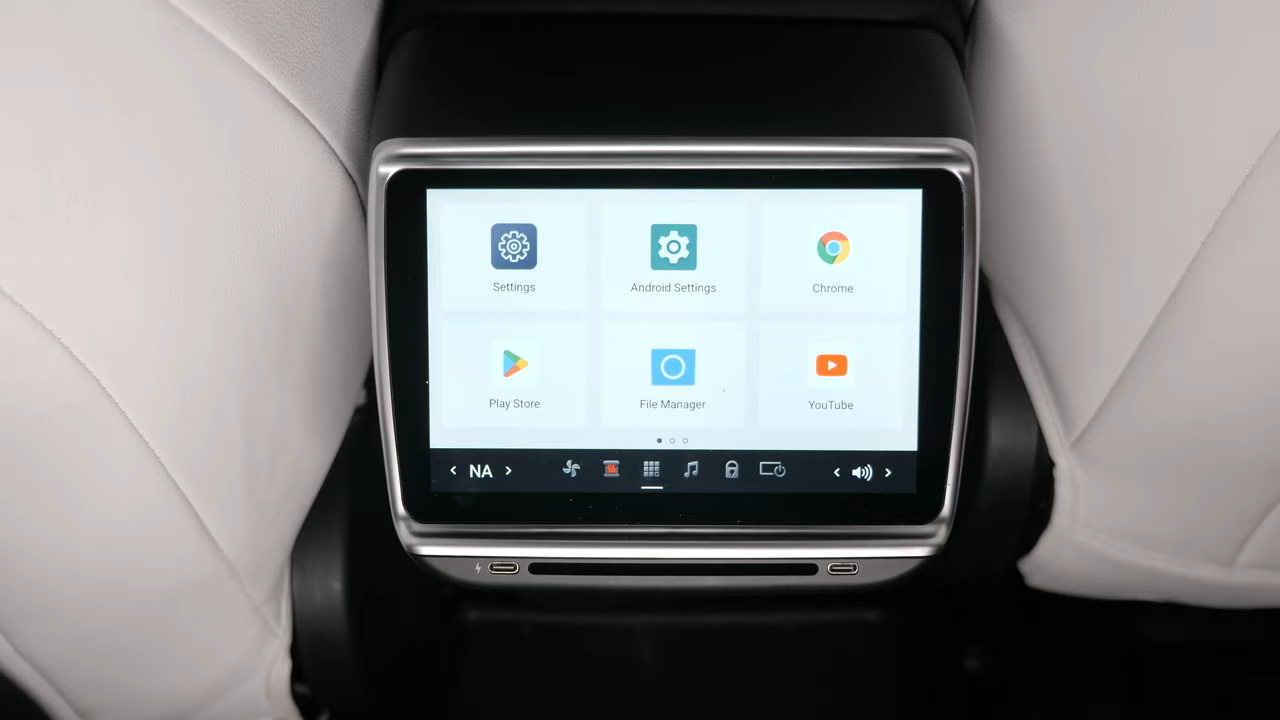 Settings
Android Settings
Chrome
Play Store
File Manager
YouTube
NA